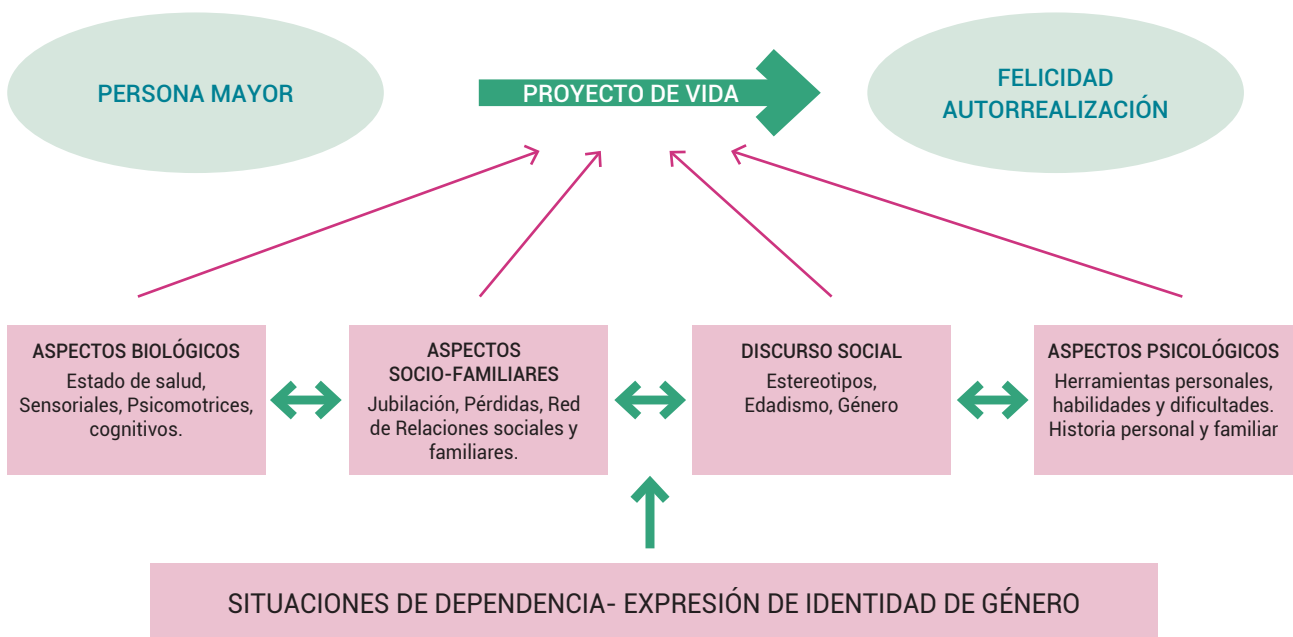 PERSONA MAYOR
PROYECTO DE VIDA
FELICIDAD
AUTORREALIZACIÓN
ASPECTOS BIOLÓGICOS
Estado de salud,
Sensoriales, Psicomotrices,
cognitivos.
ASPECTOS
SOCIO-FAMILIARES
Jubilación, Pérdidas, Red
de Relaciones sociales y
familiares.
DISCURSO SOCIAL
Estereotipos,
Edadismo, Género
ASPECTOS PSICOLÓGICOS
Herramientas personales,
habilidades y dificultades.
Historia personal y familiar
SITUACIONES DE DEPENDENCIA- EXPRESIÓN DE IDENTIDAD DE GÉNERO